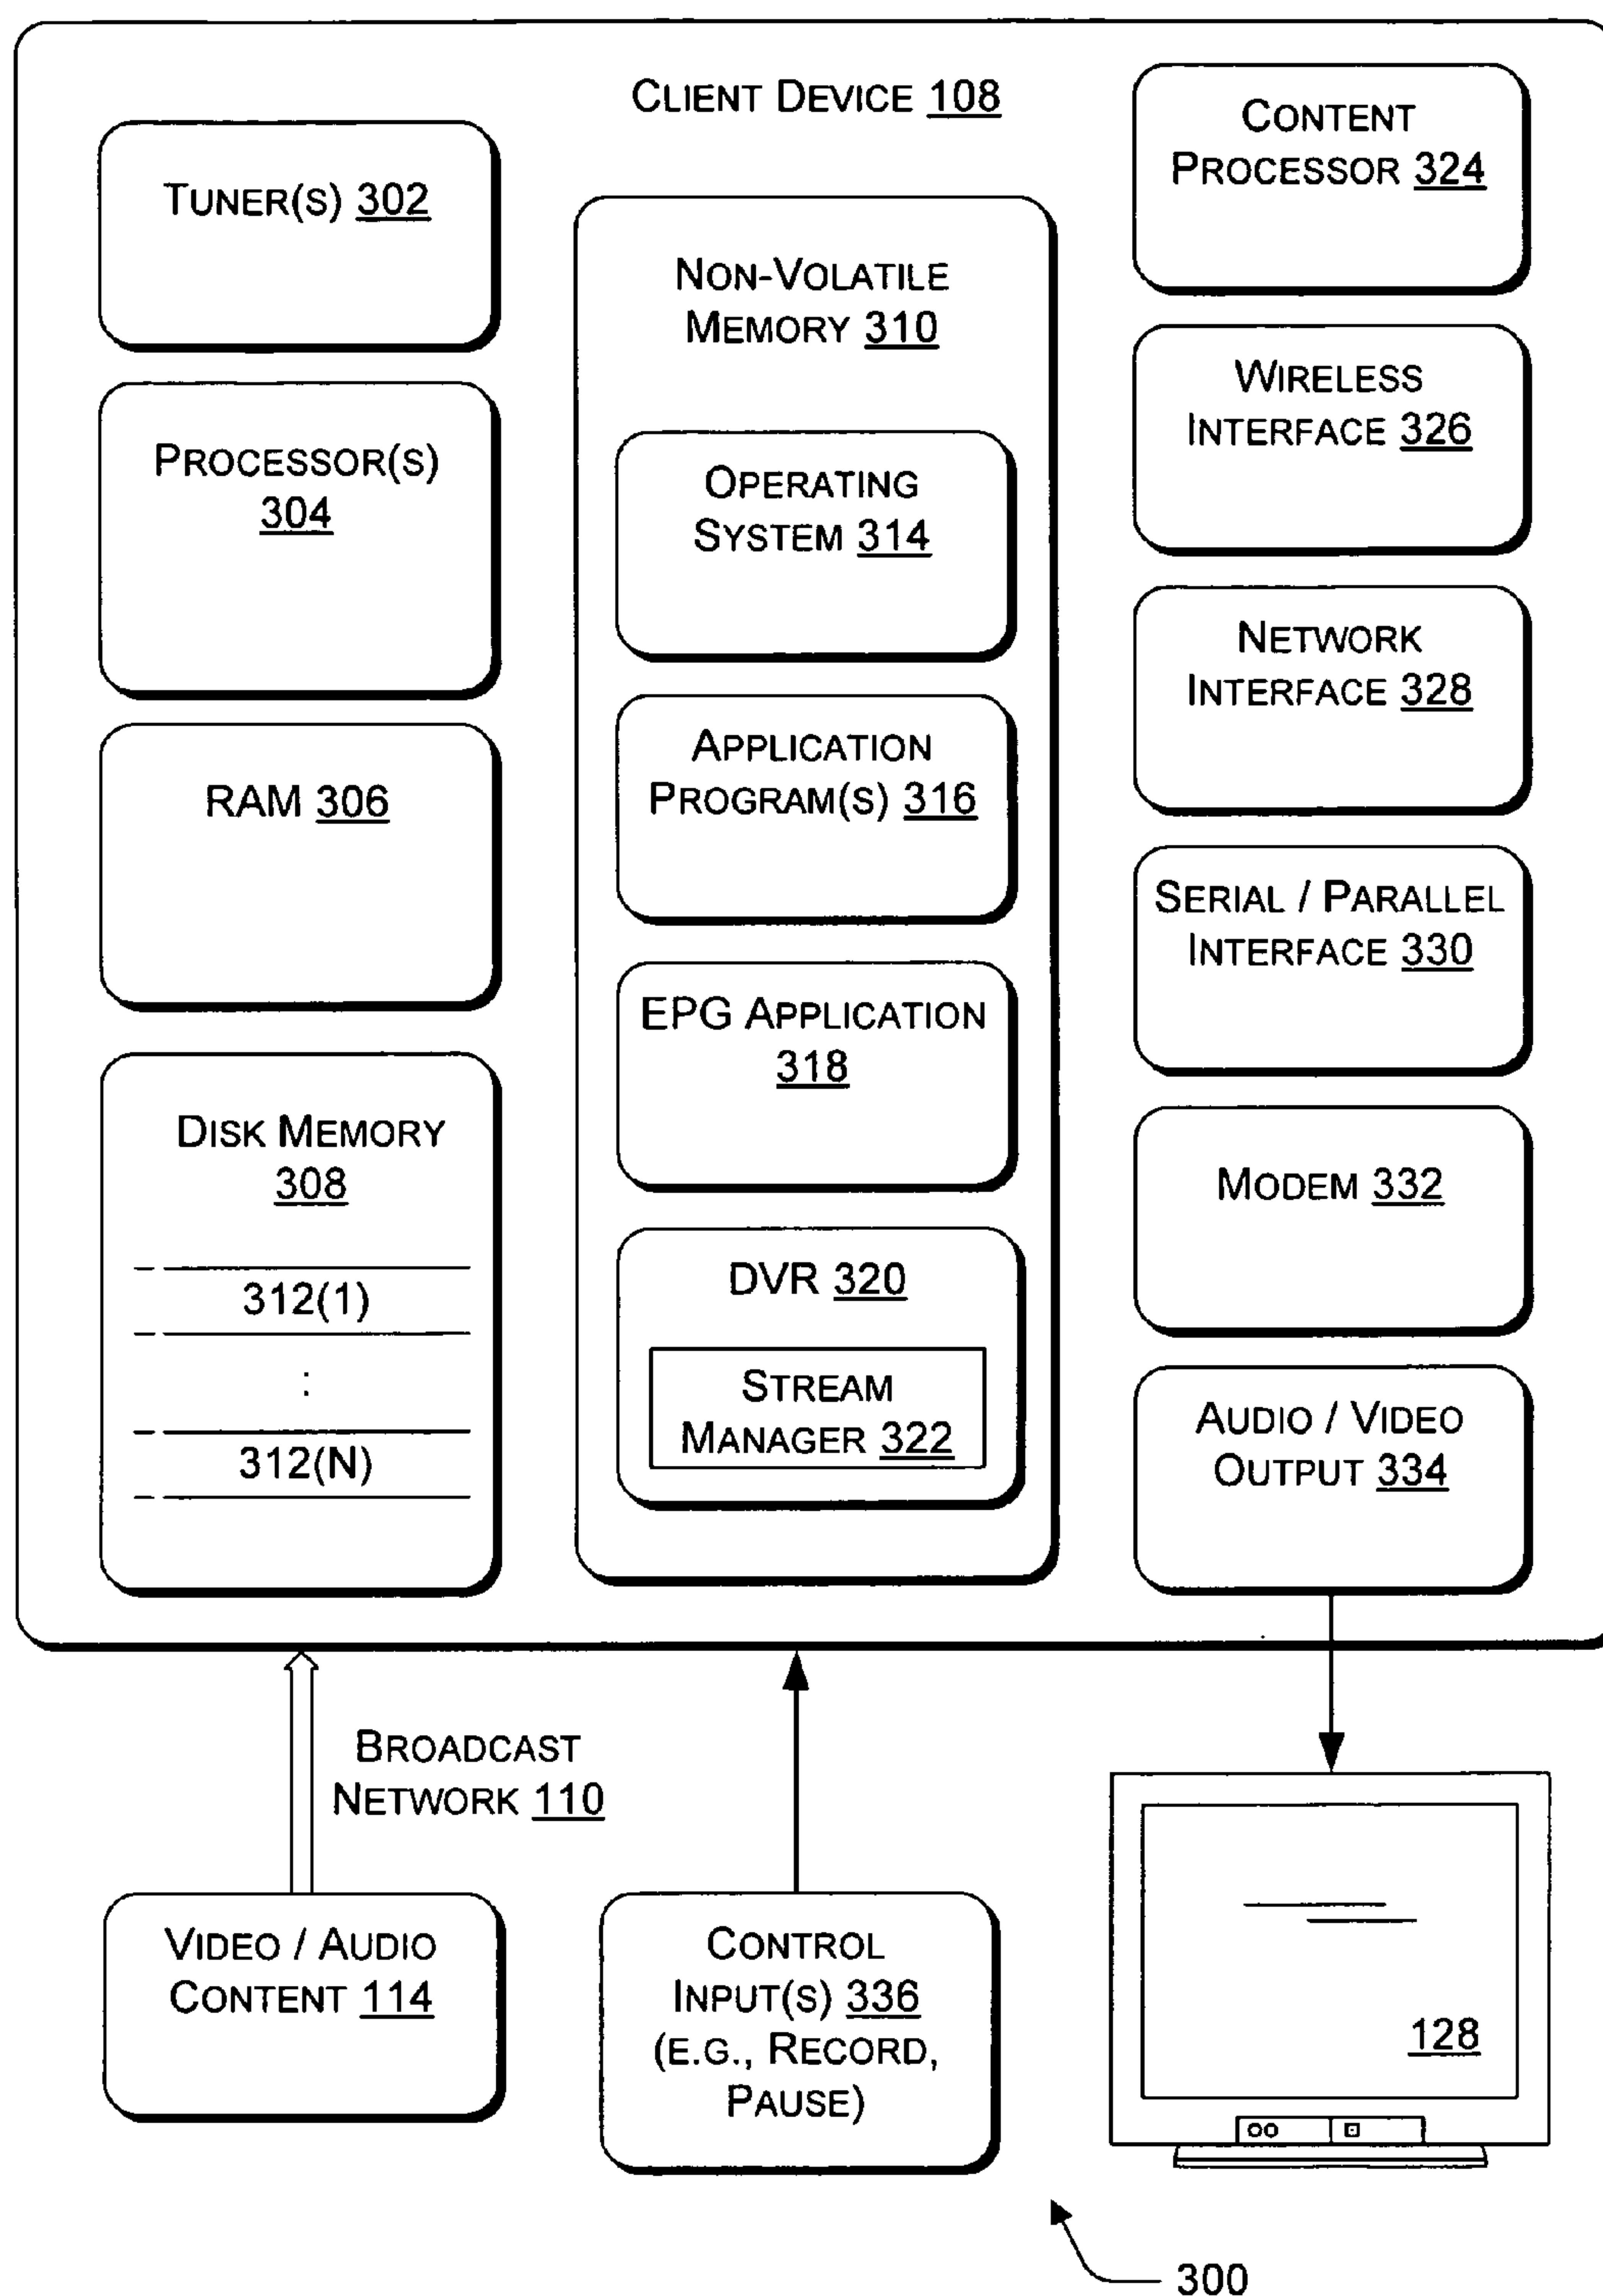 CLIENT DEVICE 108
TUNER(S) 302
PROCESSOR(S)
304
RAM 306
DISK MEMORY
308
312(1)
:
312(N)
NON-VOLATILE
MEMORY 310
OPERATING
SYSTEM 314
APPLICATION
PROGRAM(S) 316
EPG APPLICATION
318
DVR 320
STREAM
MANAGER 322
CONTENT
PROCESSOR 324
WIRELESS
INTERFACE 326
NETWORK
INTERFACE 328
SERIAL / PARALLEL
INTERFACE 330
MODEM 332
AUDIO / VIDEO
OUTPUT 334
BROADCAST
NETWORK 110
VIDEO / AUDIO
CONTENT 114
CONTROL
INPUT(S) 336
(E.G., RECORD,
PAUSE)
128
300